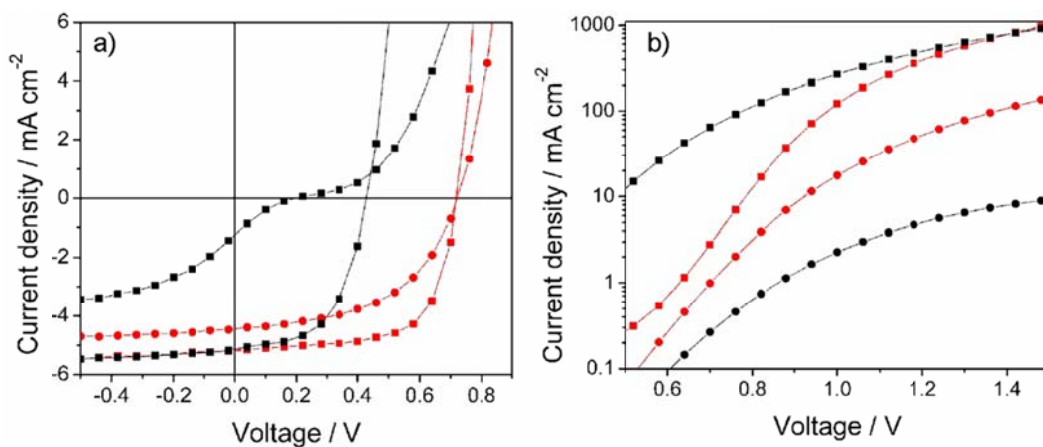 a)
6
4
2
0
-2
-4
-6
Current density / mA cm-2
-0.4 -0.2 0.0 0.2 0.4 0.6 0.8
Voltage / V
b)
1000
100
10
1
0.1
Current density / mA cm-2
0.6 0.8 1.0 1.2 1.4
Voltage / V